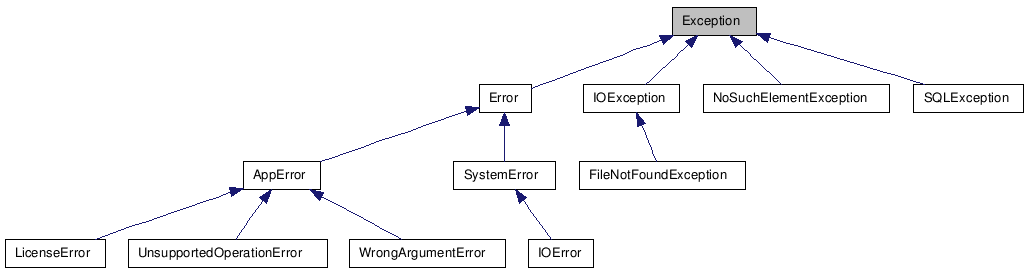 Exception
Error
IOException
NoSuchElementException
SQLException
AppError
SystemError
FileNotFoundException
LicenseError
UnsupportedOperationError
WrongArgumentError
IOError